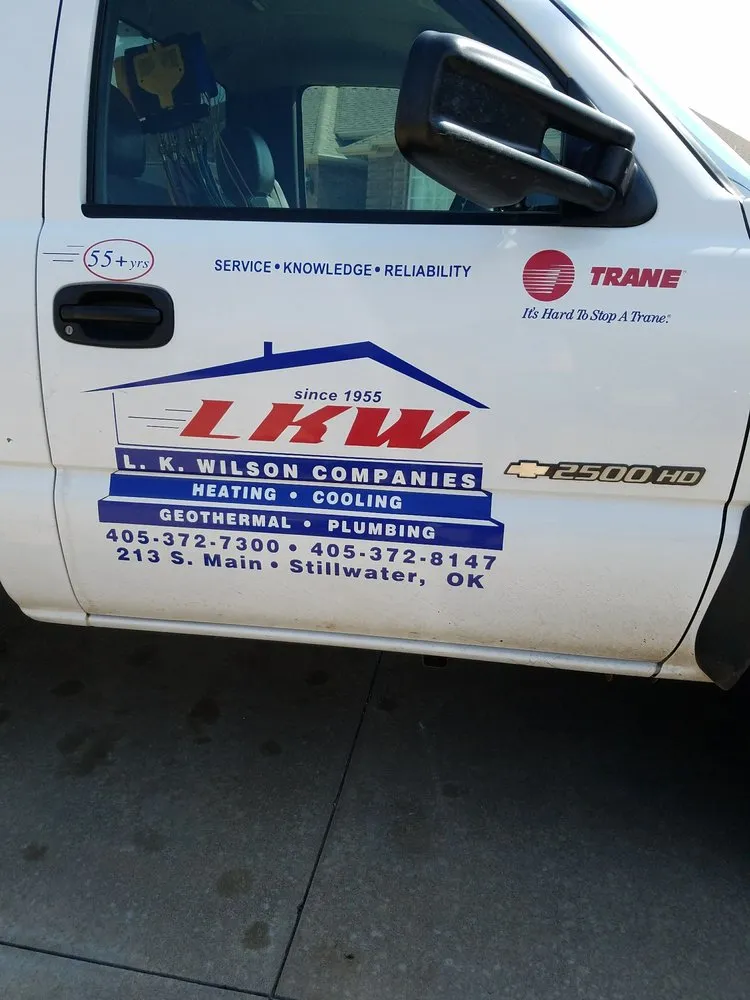 55+ yrs
SERVICE • KNOWLEDGE • RELIABILITY
TRANE™
It's Hard To Stop A Trane.®
since 1955
LKW
L. K. WILSON COMPANIES
HEATING • COOLING
GEOTHERMAL • PLUMBING
405-372-7300 • 405-372-8147
213 S. Main • Stillwater, OK
2500 HD